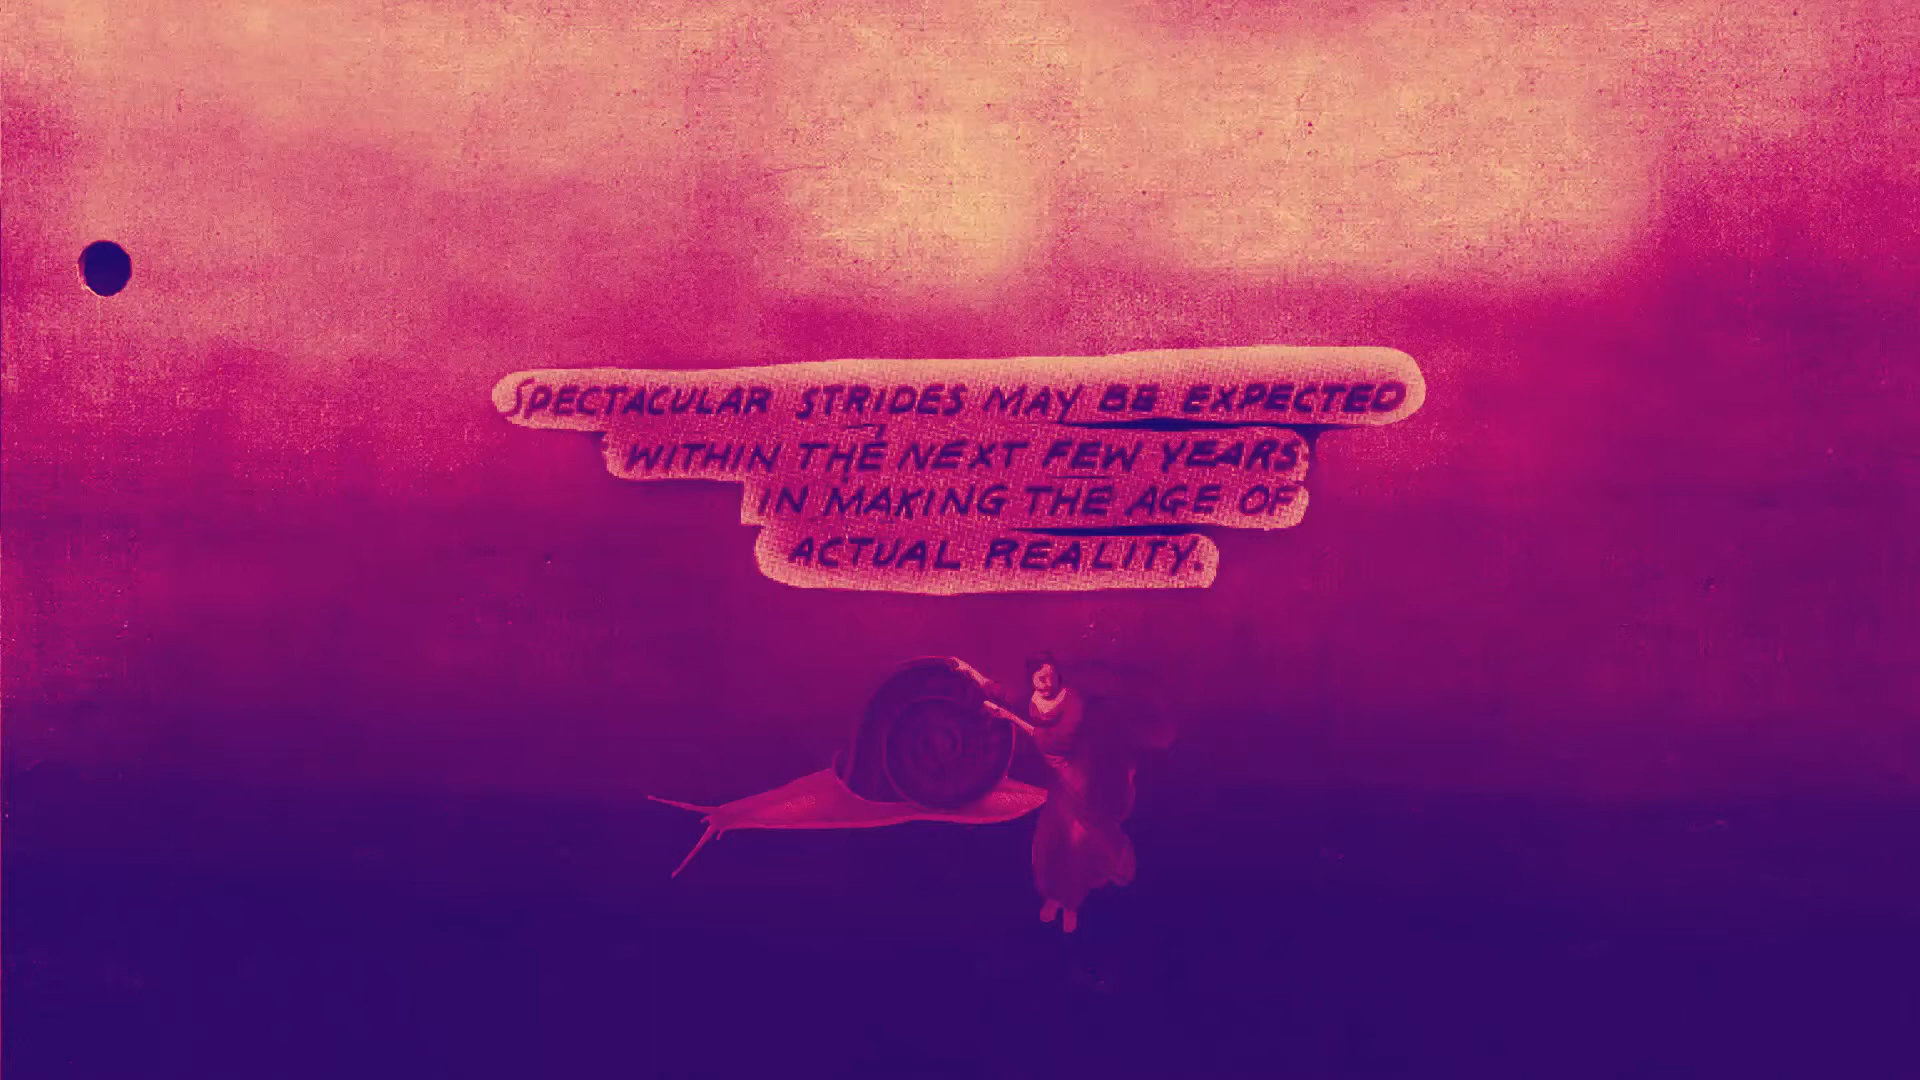 SPECTACULAR STRIDES MAY BE EXPECTED
WITHIN THE NEXT FEW YEARS
IN MAKING THE AGE OF
ACTUAL REALITY.